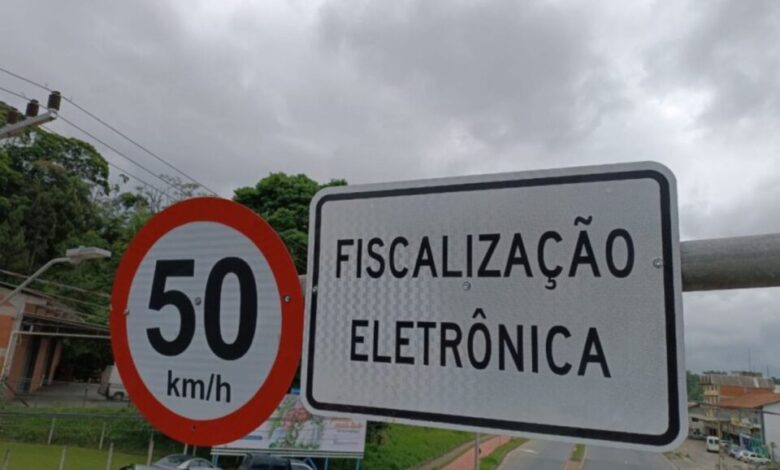 50
km/h
FISCALIZAÇÃO
ELETRÔNICA